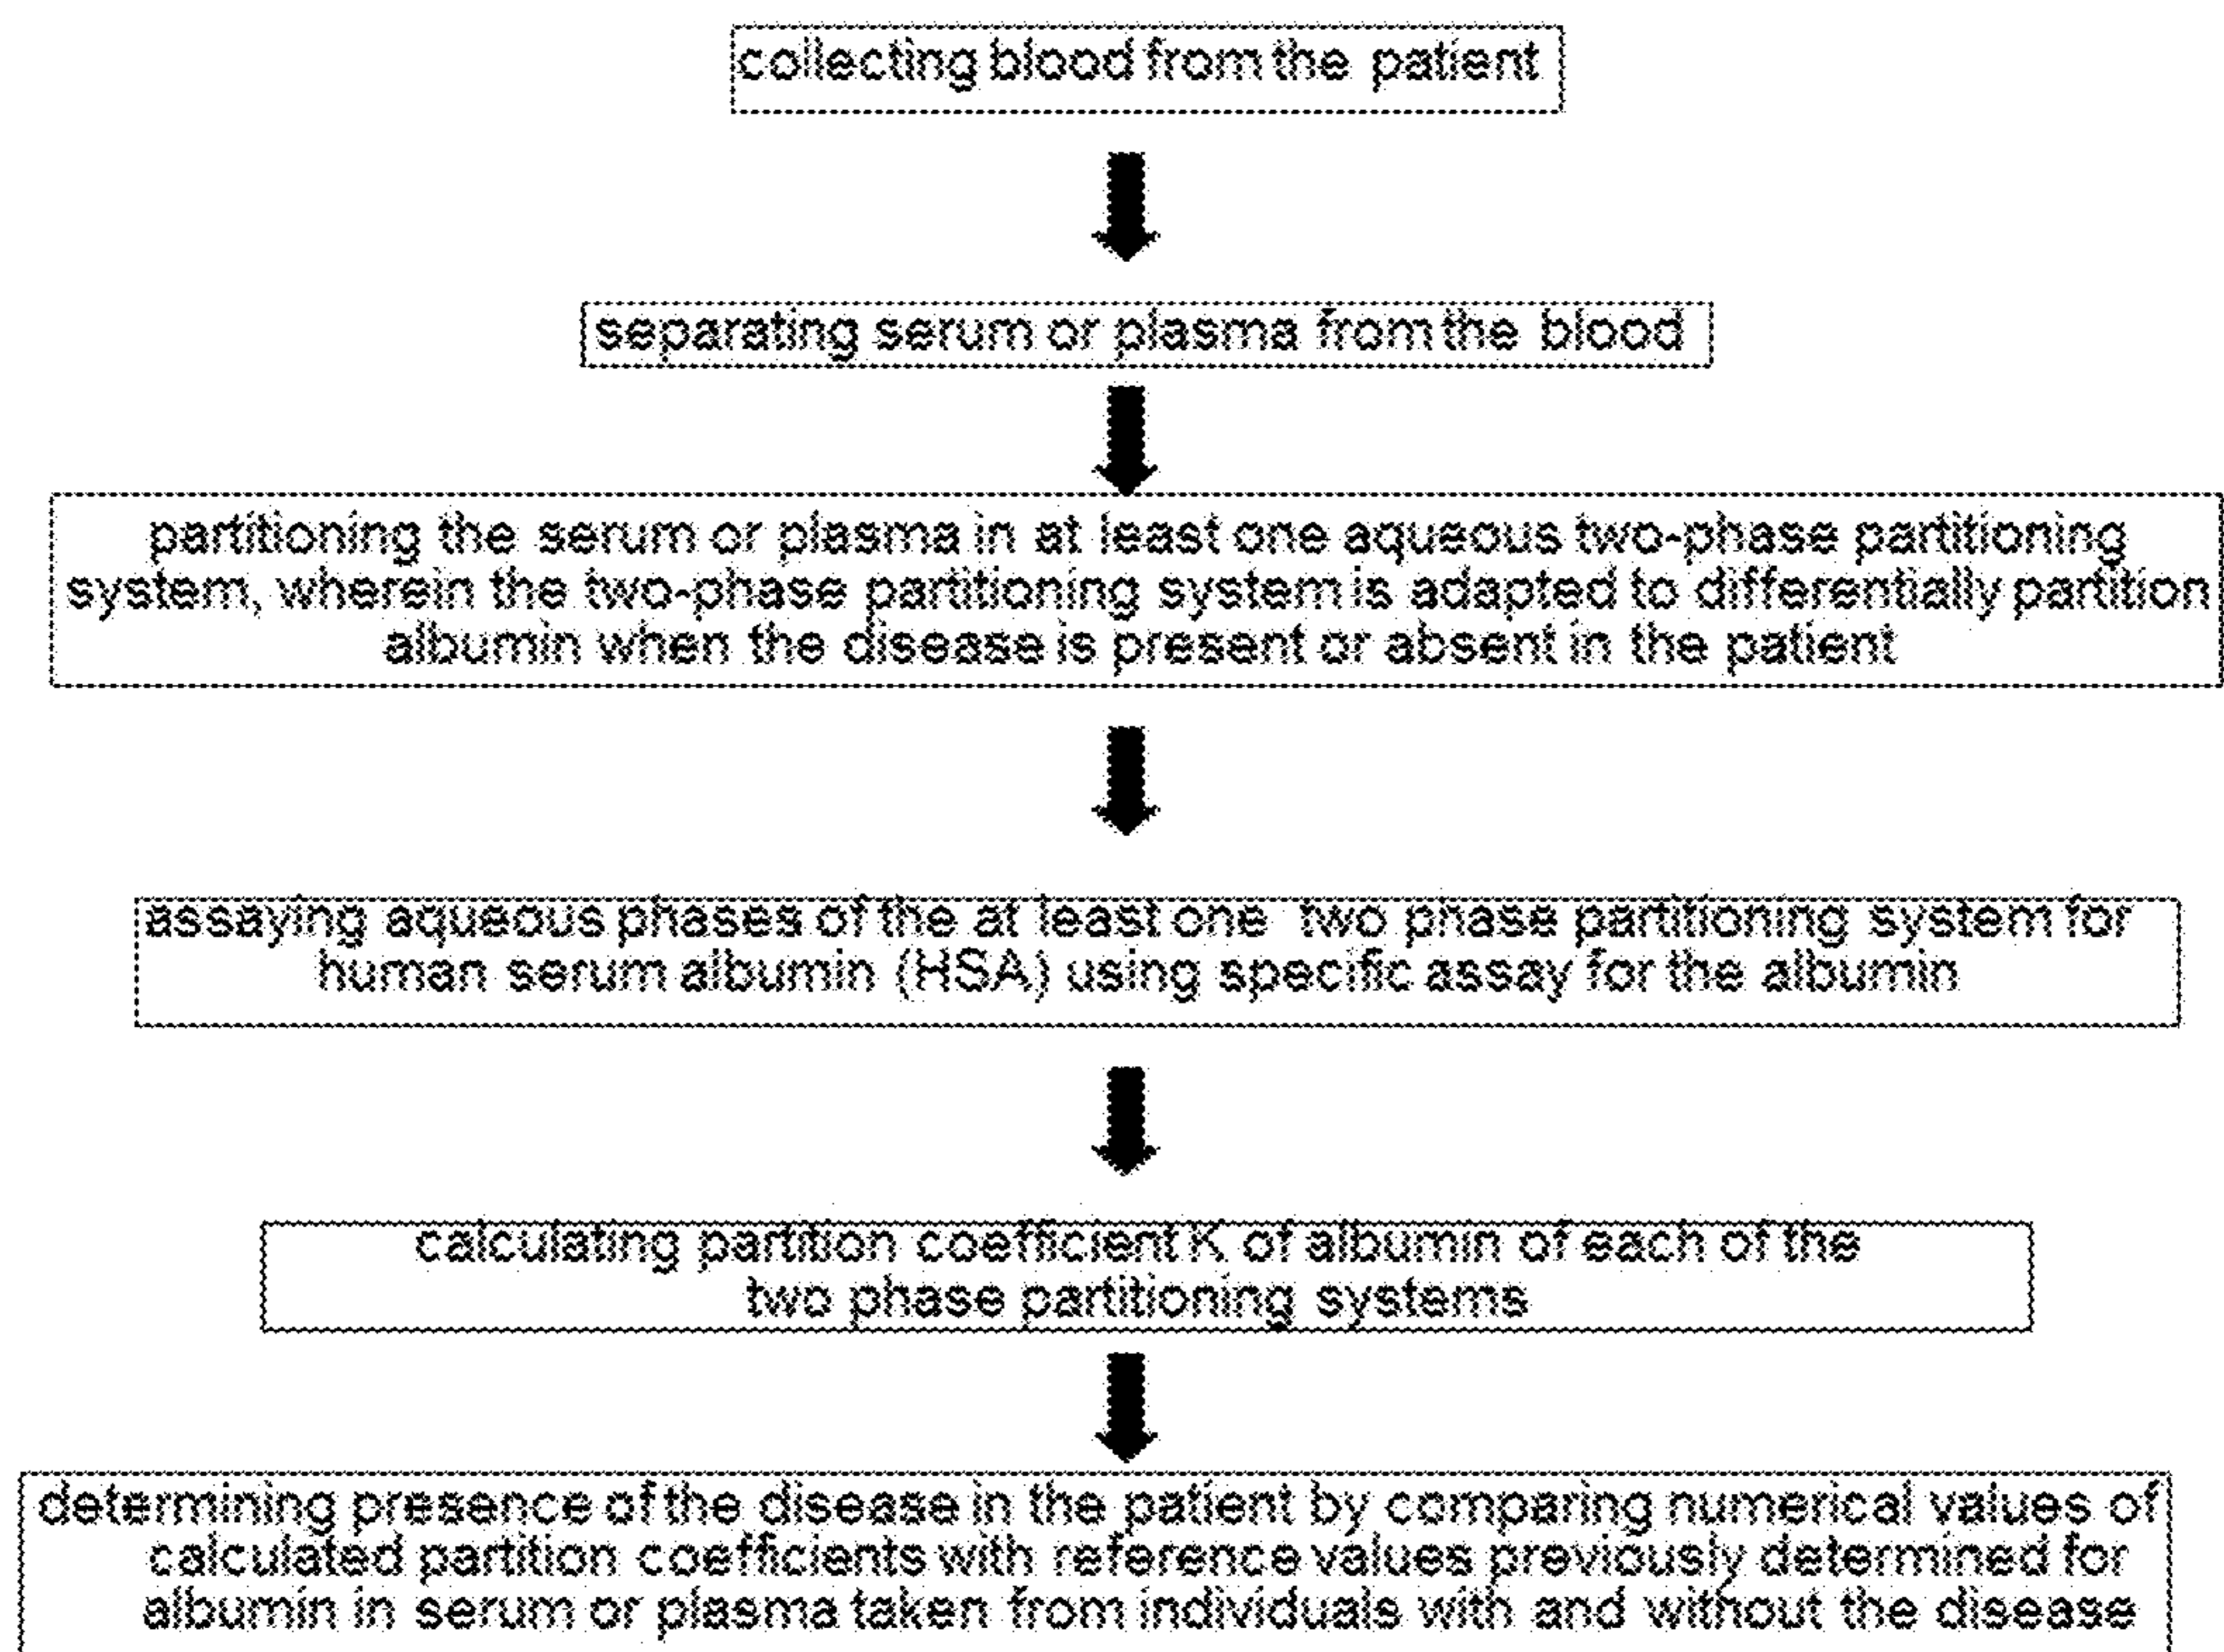 collecting blood from the patient
separating serum or plasma from the blood
partitioning the serum or plasma in at least one aqueous two-phase partitioning
system, wherein the two-phase partitioning system is adapted to differentially partition
albumin when the disease is present or absent in the patient
assaying aqueous phases of the at least one two phase partitioning system for
human serum albumin (HSA) using specific assay for the albumin
calculating partition coefficient K of albumin of each of the
two phase partitioning systems
determining presence of the disease in the patient by comparing numerical values of
calculated partition coefficients with reference values previously determined for
albumin in serum or plasma taken from individuals with and without the disease